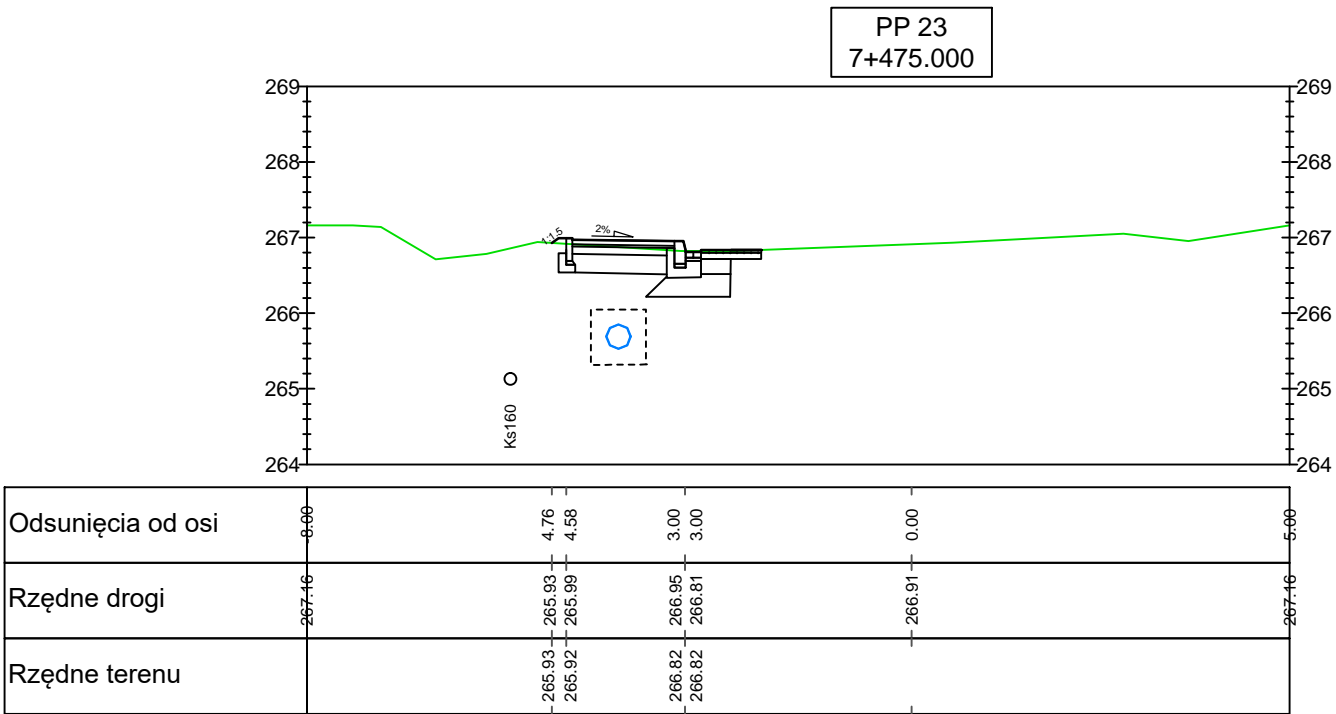 PP 23
7+475.000
269 269
268 268
267 267
1:1.5 2%
266 266
265 265
Ks160
264 264
Odsunięcia od osi -8.00 4.76 4.58 3.00 3.00 0.00 5.00
Rzędne drogi 267.16 265.93 265.99 266.95 266.81 266.91 267.16
Rzędne terenu 265.93 265.92 266.82 266.82